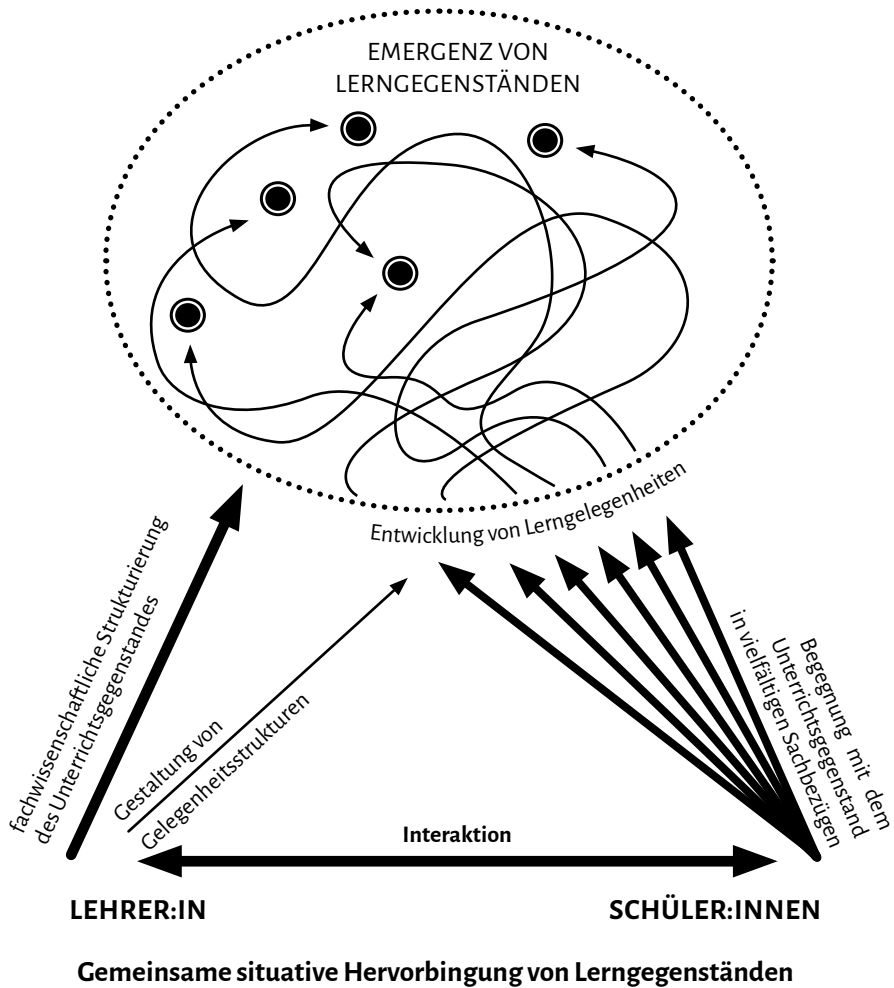 EMERGENZ VON
LERNGEGENSTÄNDEN
Entwicklung von Lerngelegenheiten
fachwissenschaftliche Strukturierung
des Unterrichtsgegenstandes
Gestaltung von
Gelegenheitsstrukturen
Begegnung mit dem
Unterrichtsgegenstand
in vielfältigen Sachbezügen
Interaktion
LEHRER:IN
SCHÜLER:INNEN
Gemeinsame situative Hervorbingung von Lerngegenständen